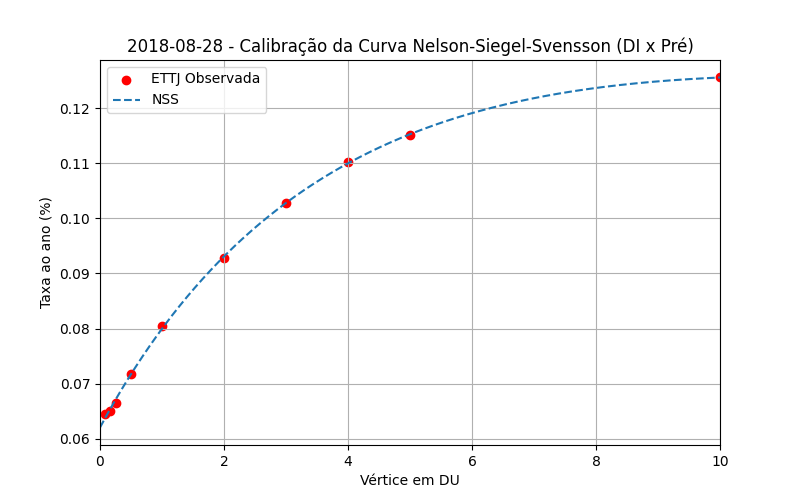 2018-08-28 - Calibração da Curva Nelson-Siegel-Svensson (DI x Pré)
ETTJ Observada
NSS
Taxa ao ano (%)
0.12
0.11
0.10
0.09
0.08
0.07
0.06
0 2 4 6 8 10
Vértice em DU